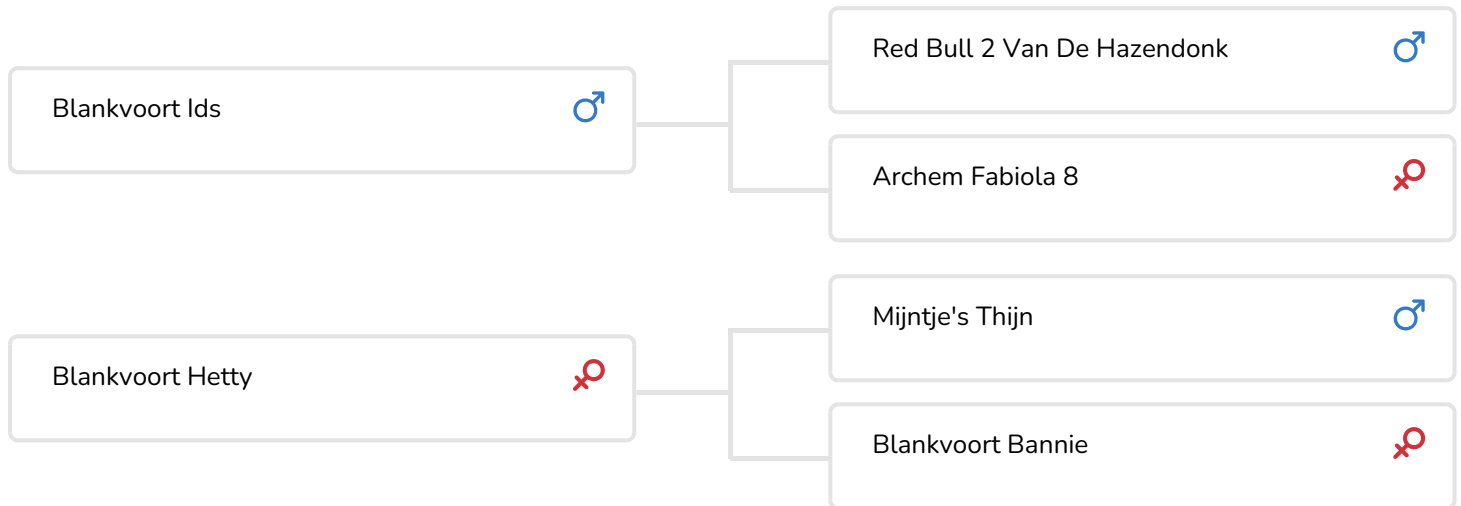 Red Bull 2 Van De Hazendonk
Blankvoort Ids
Archem Fabiola 8
Mijntje's Thijn
Blankvoort Hetty
Blankvoort Bannie